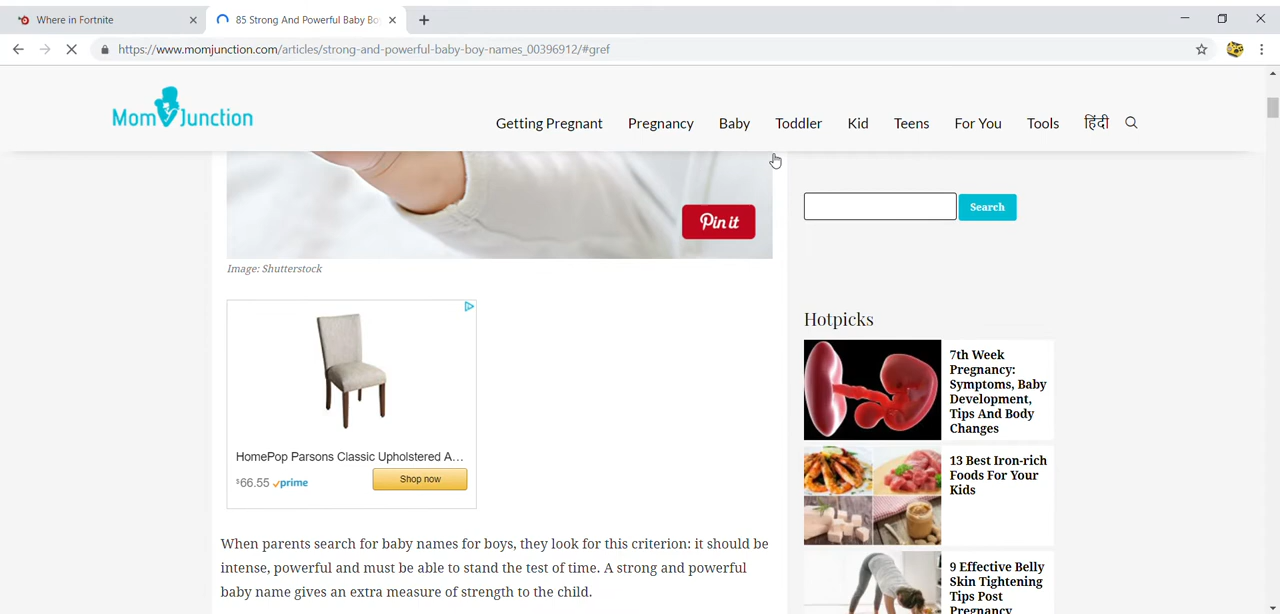 Where in Fortnite
85 Strong And Powerful Baby Bo
https://www.momjunction.com/articles/strong-and-powerful-baby-boy-names_00396912/#gref
Mom Junction
Getting Pregnant Pregnancy Baby Toddler Kid Teens For You Tools हिंदी
Pin it
Search
Image: Shutterstock
Hotpicks
7th Week
Pregnancy:
Symptoms, Baby
Development,
Tips And Body
Changes
HomePop Parsons Classic Upholstered A...
$66.55 prime Shop now
13 Best Iron-rich
Foods For Your
Kids
When parents search for baby names for boys, they look for this criterion: it should be
intense, powerful and must be able to stand the test of time. A strong and powerful
baby name gives an extra measure of strength to the child.
9 Effective Belly
Skin Tightening
Tips Post
Pregnancy